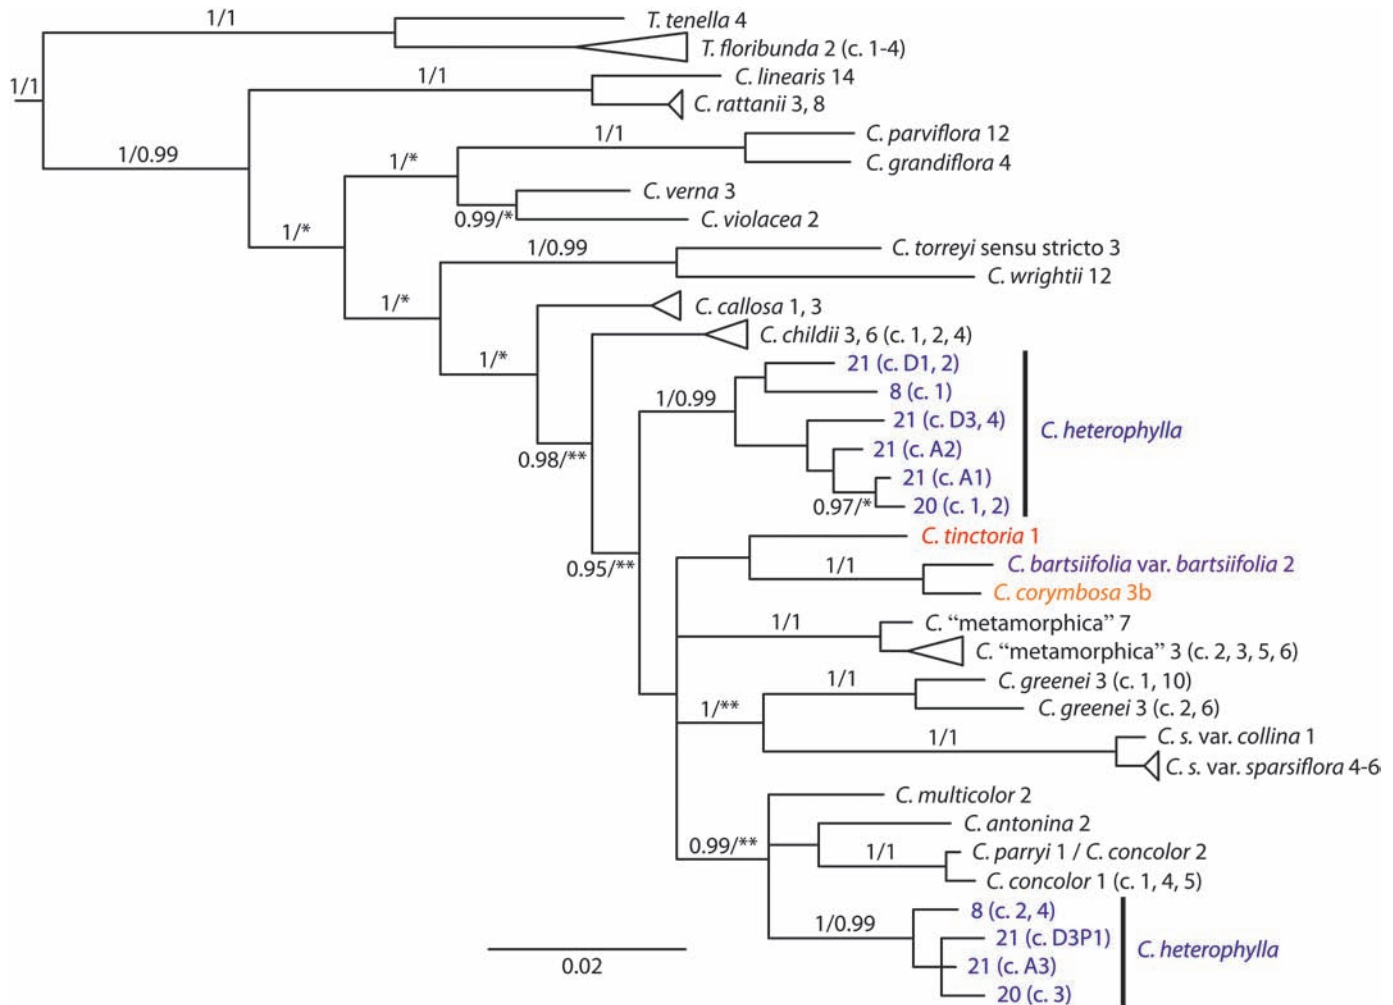 1/1
T. tenella 4
T. floribunda 2 (c. 1-4)
1/1
1/1
C. linearis 14
C. rattanii 3, 8
1/1
C. parviflora 12
1/0.99
1/*
C. grandiflora 4
C. verna 3
0.99/*
C. violacea 2
1/*
1/0.99
C. torreyi sensu stricto 3
C. wrightii 12
1/*
C. callosa 1, 3
C. childii 3, 6 (c. 1, 2, 4)
1/*
21 (c. D1, 2)
1/0.99
8 (c. 1)
21 (c. D3, 4)
C. heterophylla
21 (c. A2)
0.98/**
21 (c. A1)
0.97/*
20 (c. 1, 2)
C. tinctoria 1
0.95/**
1/1
C. bartsiifolia var. bartsiifolia 2
C. corymbosa 3b
1/1
C. “metamorphica” 7
C. “metamorphica” 3 (c. 2, 3, 5, 6)
1/1
C. greenei 3 (c. 1, 10)
1/**
C. greenei 3 (c. 2, 6)
1/1
C. s. var. collina 1
C. s. var. sparsiflora 4-6
C. multicolor 2
C. antonina 2
0.99/**
1/1
C. parryi 1 / C. concolor 2
C. concolor 1 (c. 1, 4, 5)
8 (c. 2, 4)
1/0.99
21 (c. D3P1)
C. heterophylla
21 (c. A3)
20 (c. 3)
0.02